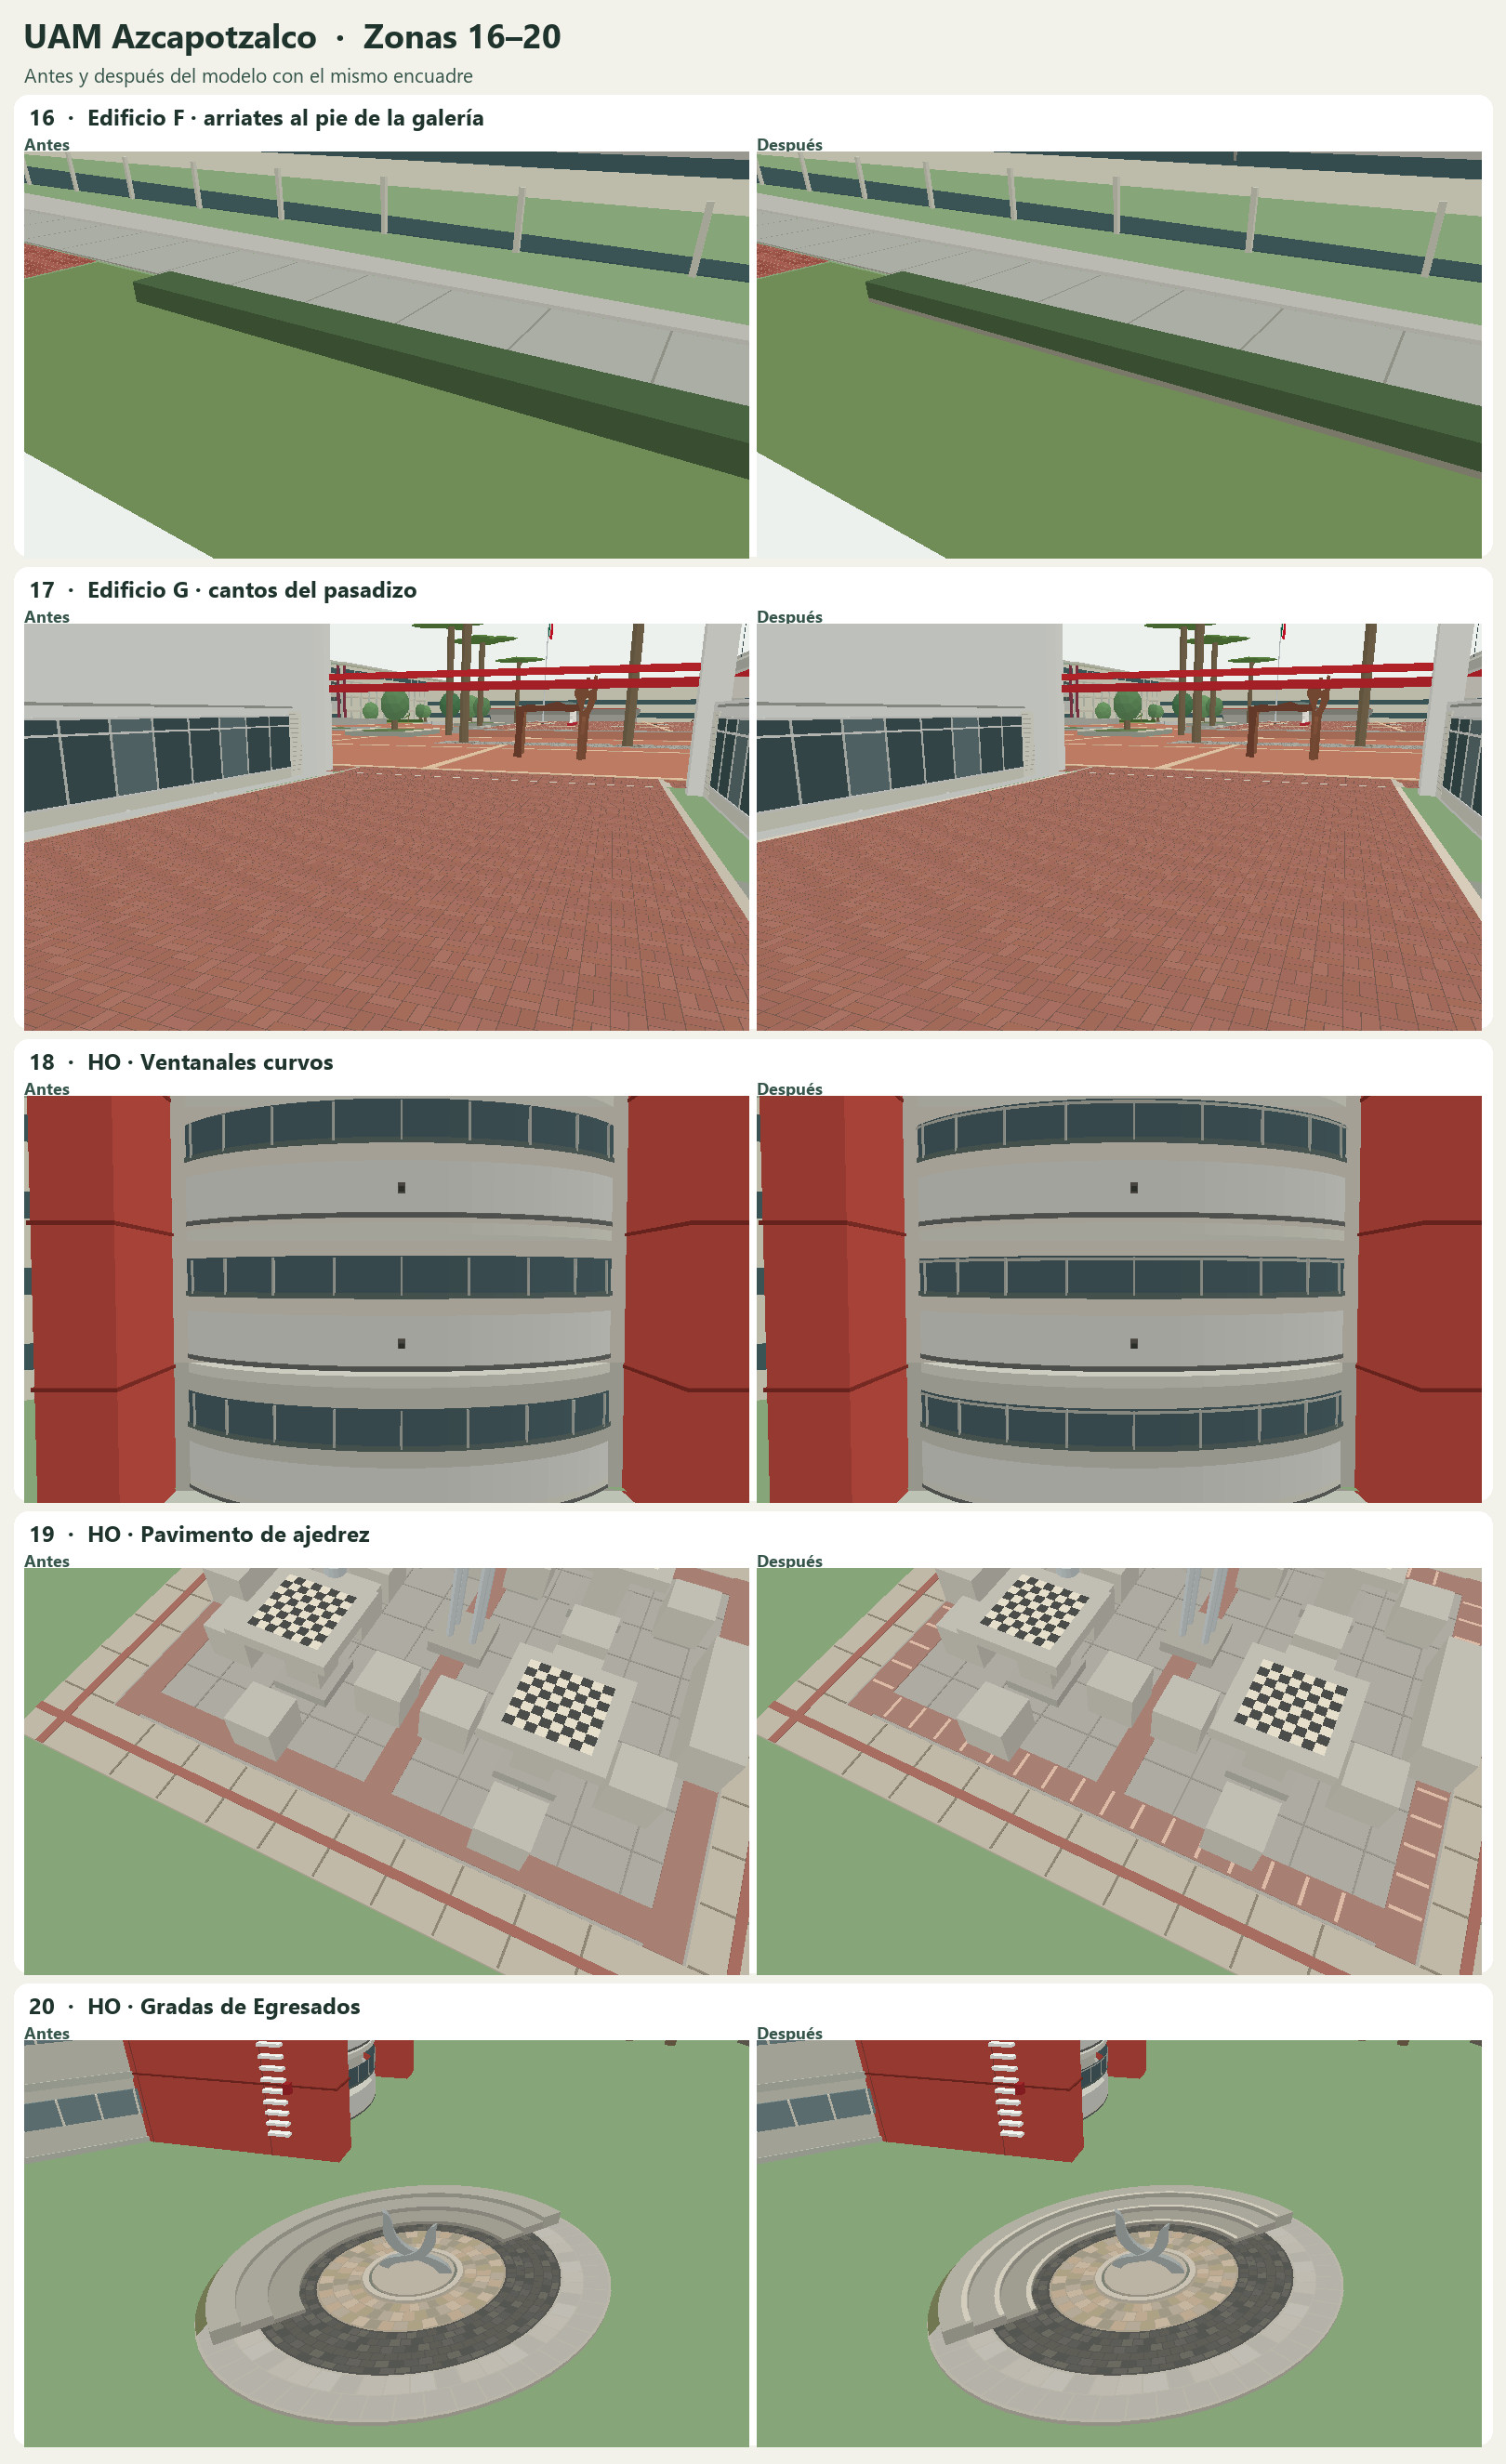 UAM Azcapotzalco · Zonas 16–20
Antes y después del modelo con el mismo encuadre
16 · Edificio F · arriates al pie de la galería
Antes Después
17 · Edificio G · cantos del pasadizo
Antes Después
18 · HO · Ventanales curvos
Antes Después
19 · HO · Pavimento de ajedrez
Antes Después
20 · HO · Gradas de Egresados
Antes Después